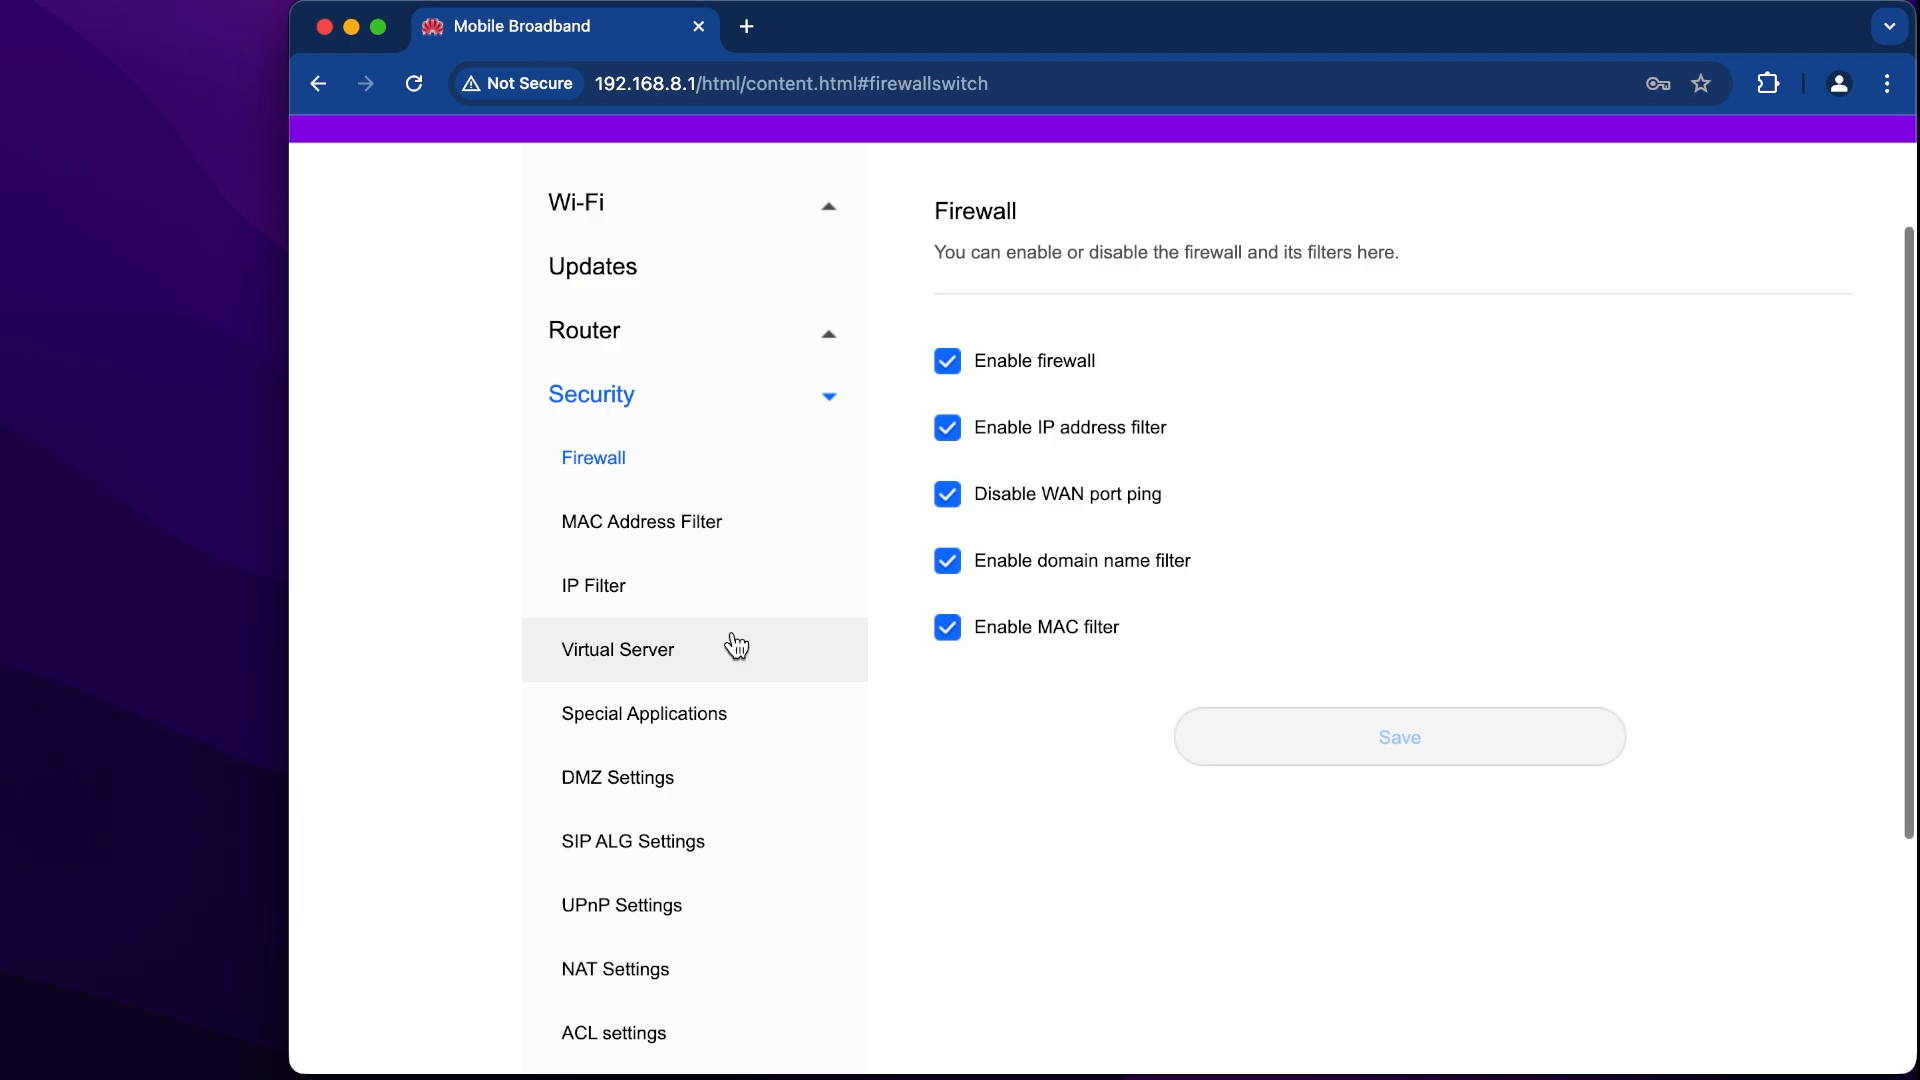 Mobile Broadband
Not Secure 192.168.8.1/html/content.html#firewallswitch
Wi-Fi
Updates
Router
Security
Firewall
MAC Address Filter
IP Filter
Virtual Server
Special Applications
DMZ Settings
SIP ALG Settings
UPnP Settings
NAT Settings
ACL settings
Firewall
You can enable or disable the firewall and its filters here.
Enable firewall
Enable IP address filter
Disable WAN port ping
Enable domain name filter
Enable MAC filter
Save